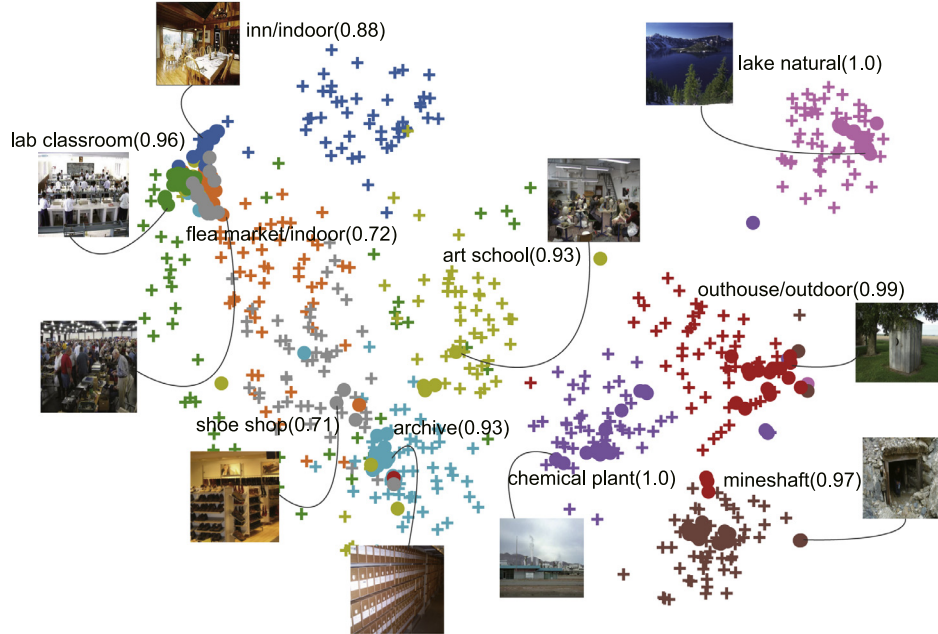 inn/indoor(0.88)
lake natural(1.0)
lab classroom(0.96)
flea market/indoor(0.72)
art school(0.93)
outhouse/outdoor(0.99)
shoe shop(0.71)
archive(0.93)
chemical plant(1.0)
mineshaft(0.97)